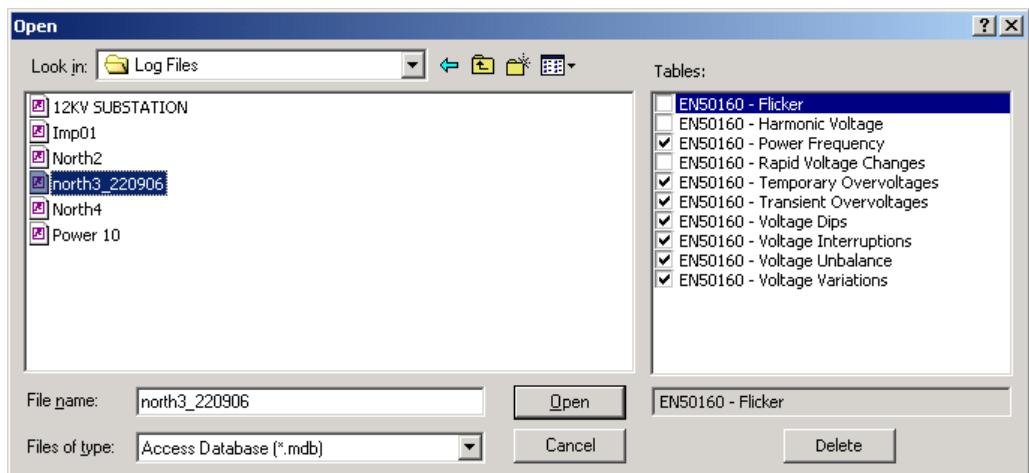 Open
Look in: Log Files
Tables:
12KV SUBSTATION
Imp01
North2
north3_220906
North4
Power 10
EN50160 - Flicker
EN50160 - Harmonic Voltage
EN50160 - Power Frequency
EN50160 - Rapid Voltage Changes
EN50160 - Temporary Overvoltages
EN50160 - Transient Overvoltages
EN50160 - Voltage Dips
EN50160 - Voltage Interruptions
EN50160 - Voltage Unbalance
EN50160 - Voltage Variations
File name: north3_220906 Open EN50160 - Flicker
Files of type: Access Database (*.mdb) Cancel Delete